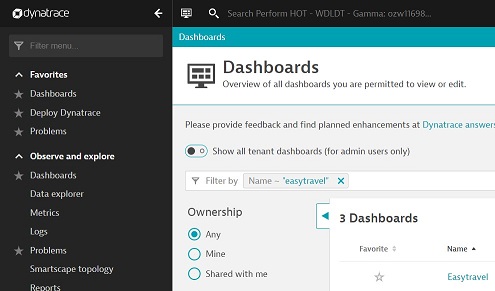 dynatrace
Search Perform HOT - WDLDT - Gamma: ozw11698...
Filter menu...
Favorites
Dashboards
Deploy Dynatrace
Problems
Observe and explore
Dashboards
Data explorer
Metrics
Logs
Problems
Smartscape topology
Reports
Dashboards
Dashboards
Overview of all dashboards you are permitted to view or edit.
Please provide feedback and find planned enhancements at Dynatrace answers
Show all tenant dashboards (for admin users only)
Filter by Name ~ "easytravel"
Ownership
Any
Mine
Shared with me
3 Dashboards
Favorite Name
Easytravel